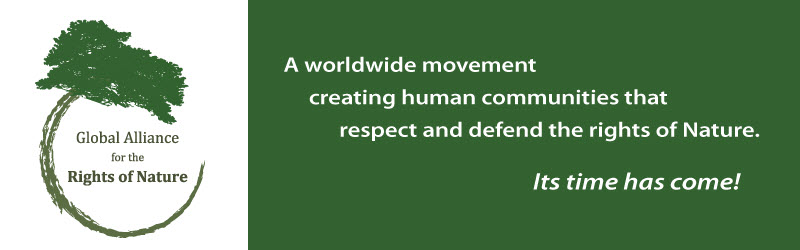 Global Alliance
for the
Rights of Nature
A worldwide movement
creating human communities that
respect and defend the rights of Nature.
Its time has come!